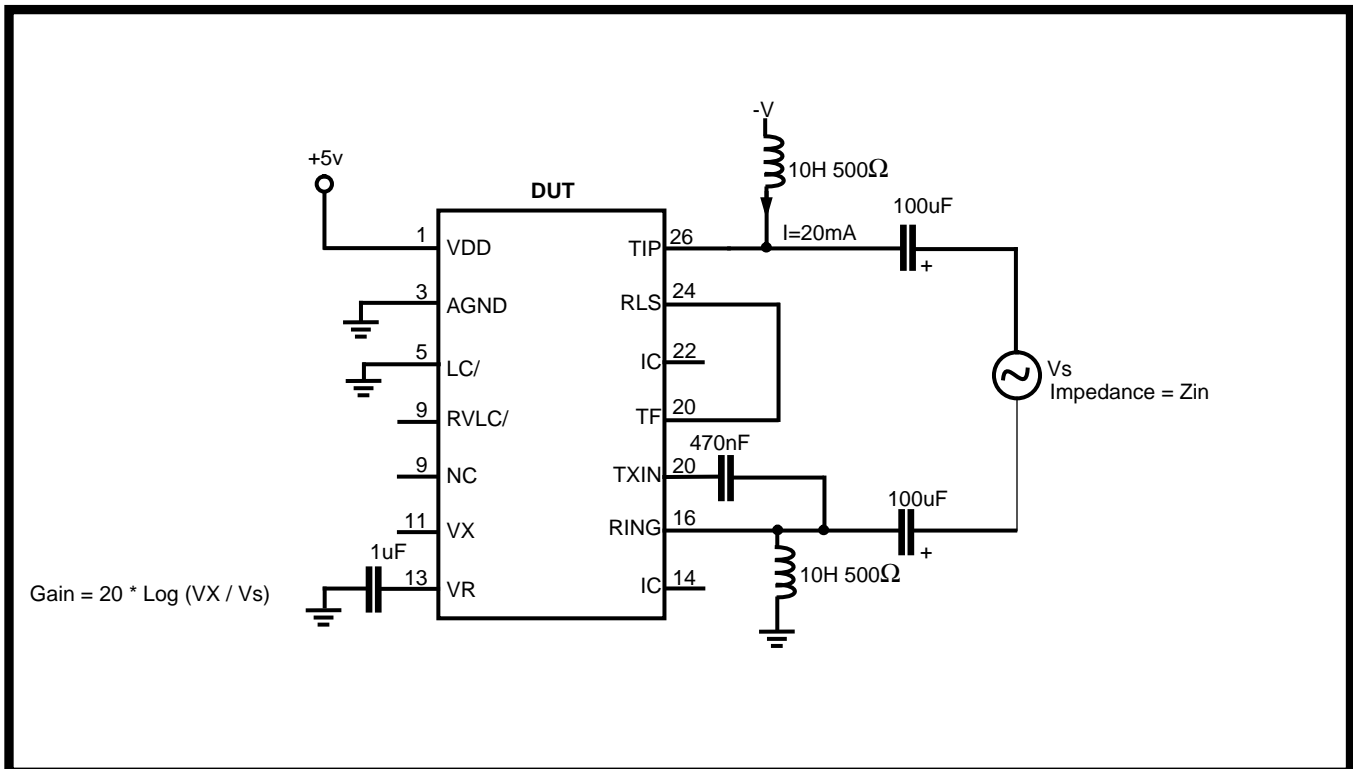 -V
+5v
10H 500Ω
DUT
100uF
1 VDD
TIP 26
I=20mA
+
3 AGND
RLS 24
5 LC/
IC 22
Vs
Impedance = Zin
9 RVLC/
TF 20
470nF
9 NC
TXIN 20
100uF
11 VX
RING 16
+
1uF
13 VR
IC 14
10H 500Ω
Gain = 20 * Log (VX / Vs)